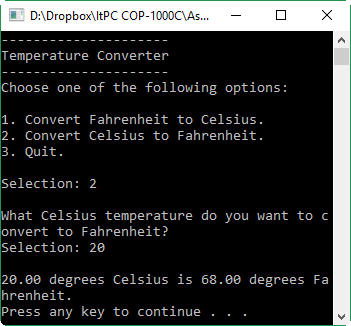 D:\Dropbox\ItPC COP-1000C\As...
---------------------
Temperature Converter
---------------------
Choose one of the following options:
1. Convert Fahrenheit to Celsius.
2. Convert Celsius to Fahrenheit.
3. Quit.
Selection: 2
What Celsius temperature do you want to c
onvert to Fahrenheit?
Selection: 20
20.00 degrees Celsius is 68.00 degrees Fa
hrenheit.
Press any key to continue . . .